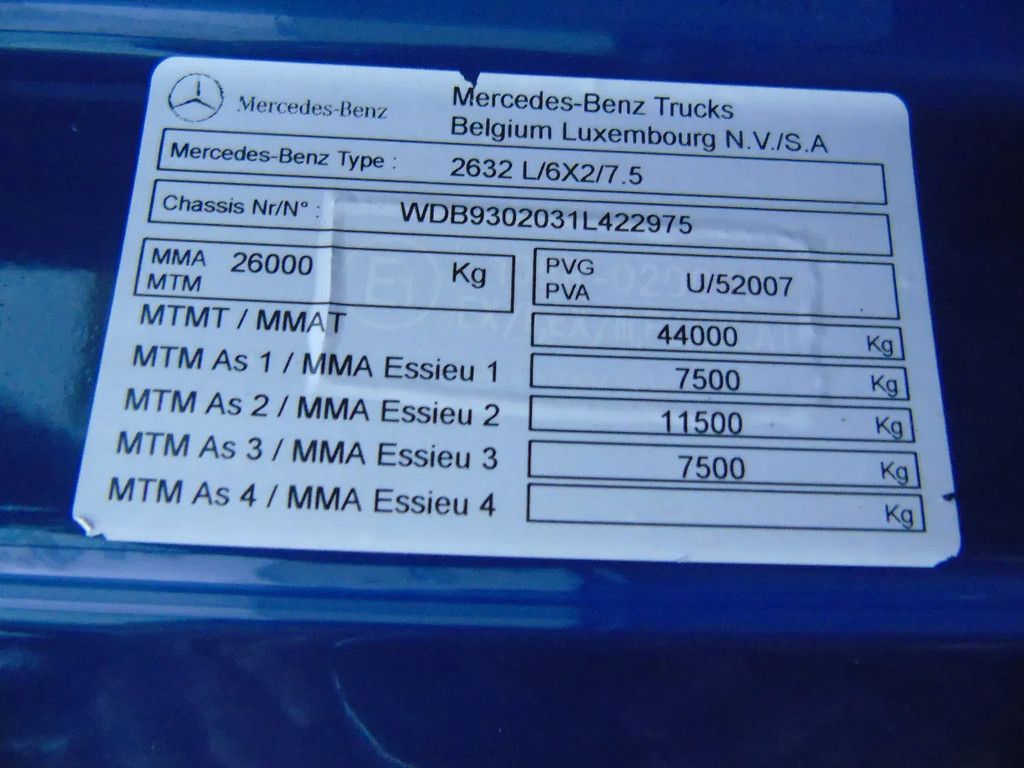 Mercedes-Benz
Mercedes-Benz Trucks
Belgium Luxembourg N.V./S.A
Mercedes-Benz Type : 2632 L/6X2/7.5
Chassis Nr/N° : WDB9302031L422975
MMA 26000 Kg
MTM
PVG U/52007
PVA
MTMT / MMAT 44000 Kg
MTM As 1 / MMA Essieu 1 7500 Kg
MTM As 2 / MMA Essieu 2 11500 Kg
MTM As 3 / MMA Essieu 3 7500 Kg
MTM As 4 / MMA Essieu 4 Kg